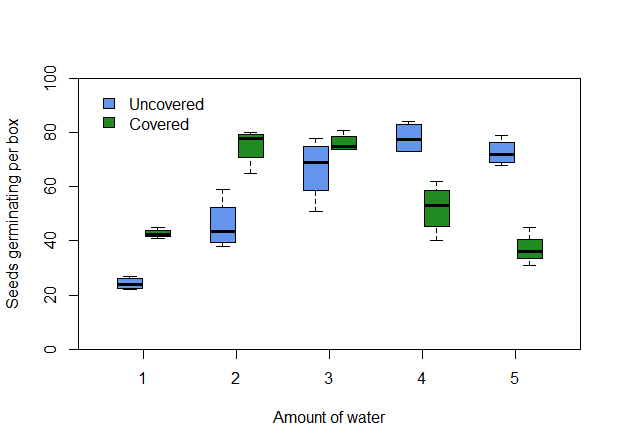 Uncovered
Covered
Seeds germinating per box
100
80
60
40
20
0
1 2 3 4 5
Amount of water